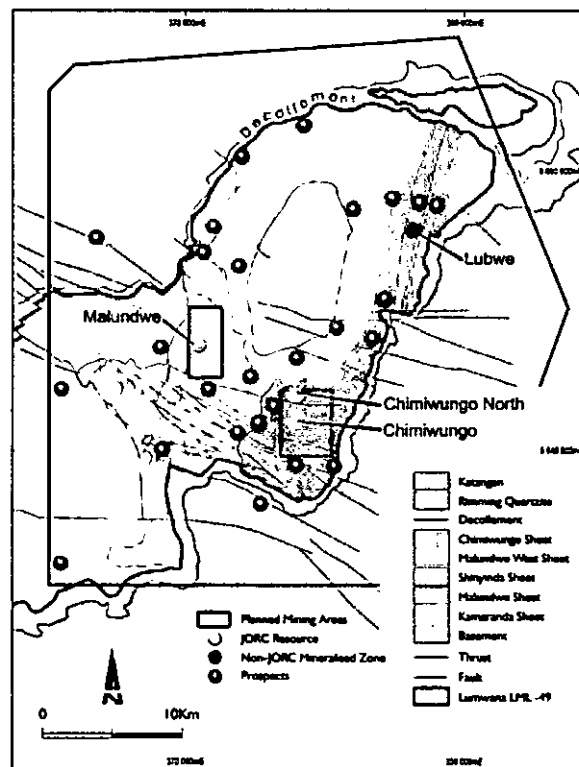 Decollement
Lubwe
Malundwe
Chimiwungo North
Chimiwungo
Katangan
Decollement
Chimiwungo Sheet
Malundwe West Sheet
Malundwe Sheet
Kamaranda Sheet
Basement
Thrust
Fault
Planned Mining Areas
JORC Resource
Non-JORC Mineralised Zone
Prospects
N
0 10Km